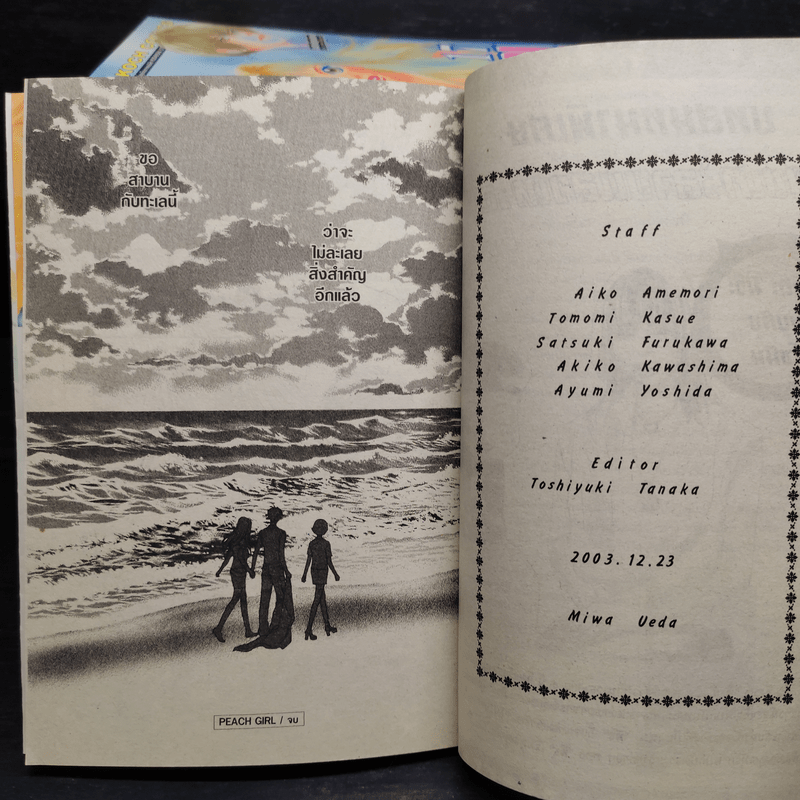 ขอ
สาบาน
กับทะเลนี้
ว่าจะ
ไม่ละเลย
สิ่งสำคัญ
อีกแล้ว
PEACH GIRL / จบ
Staff
Aiko Amemori
Tomomi Kasue
Satsuki Furukawa
Akiko Kawashima
Ayumi Yoshida
Editor
Toshiyuki Tanaka
2003.12.23
Miwa Ueda